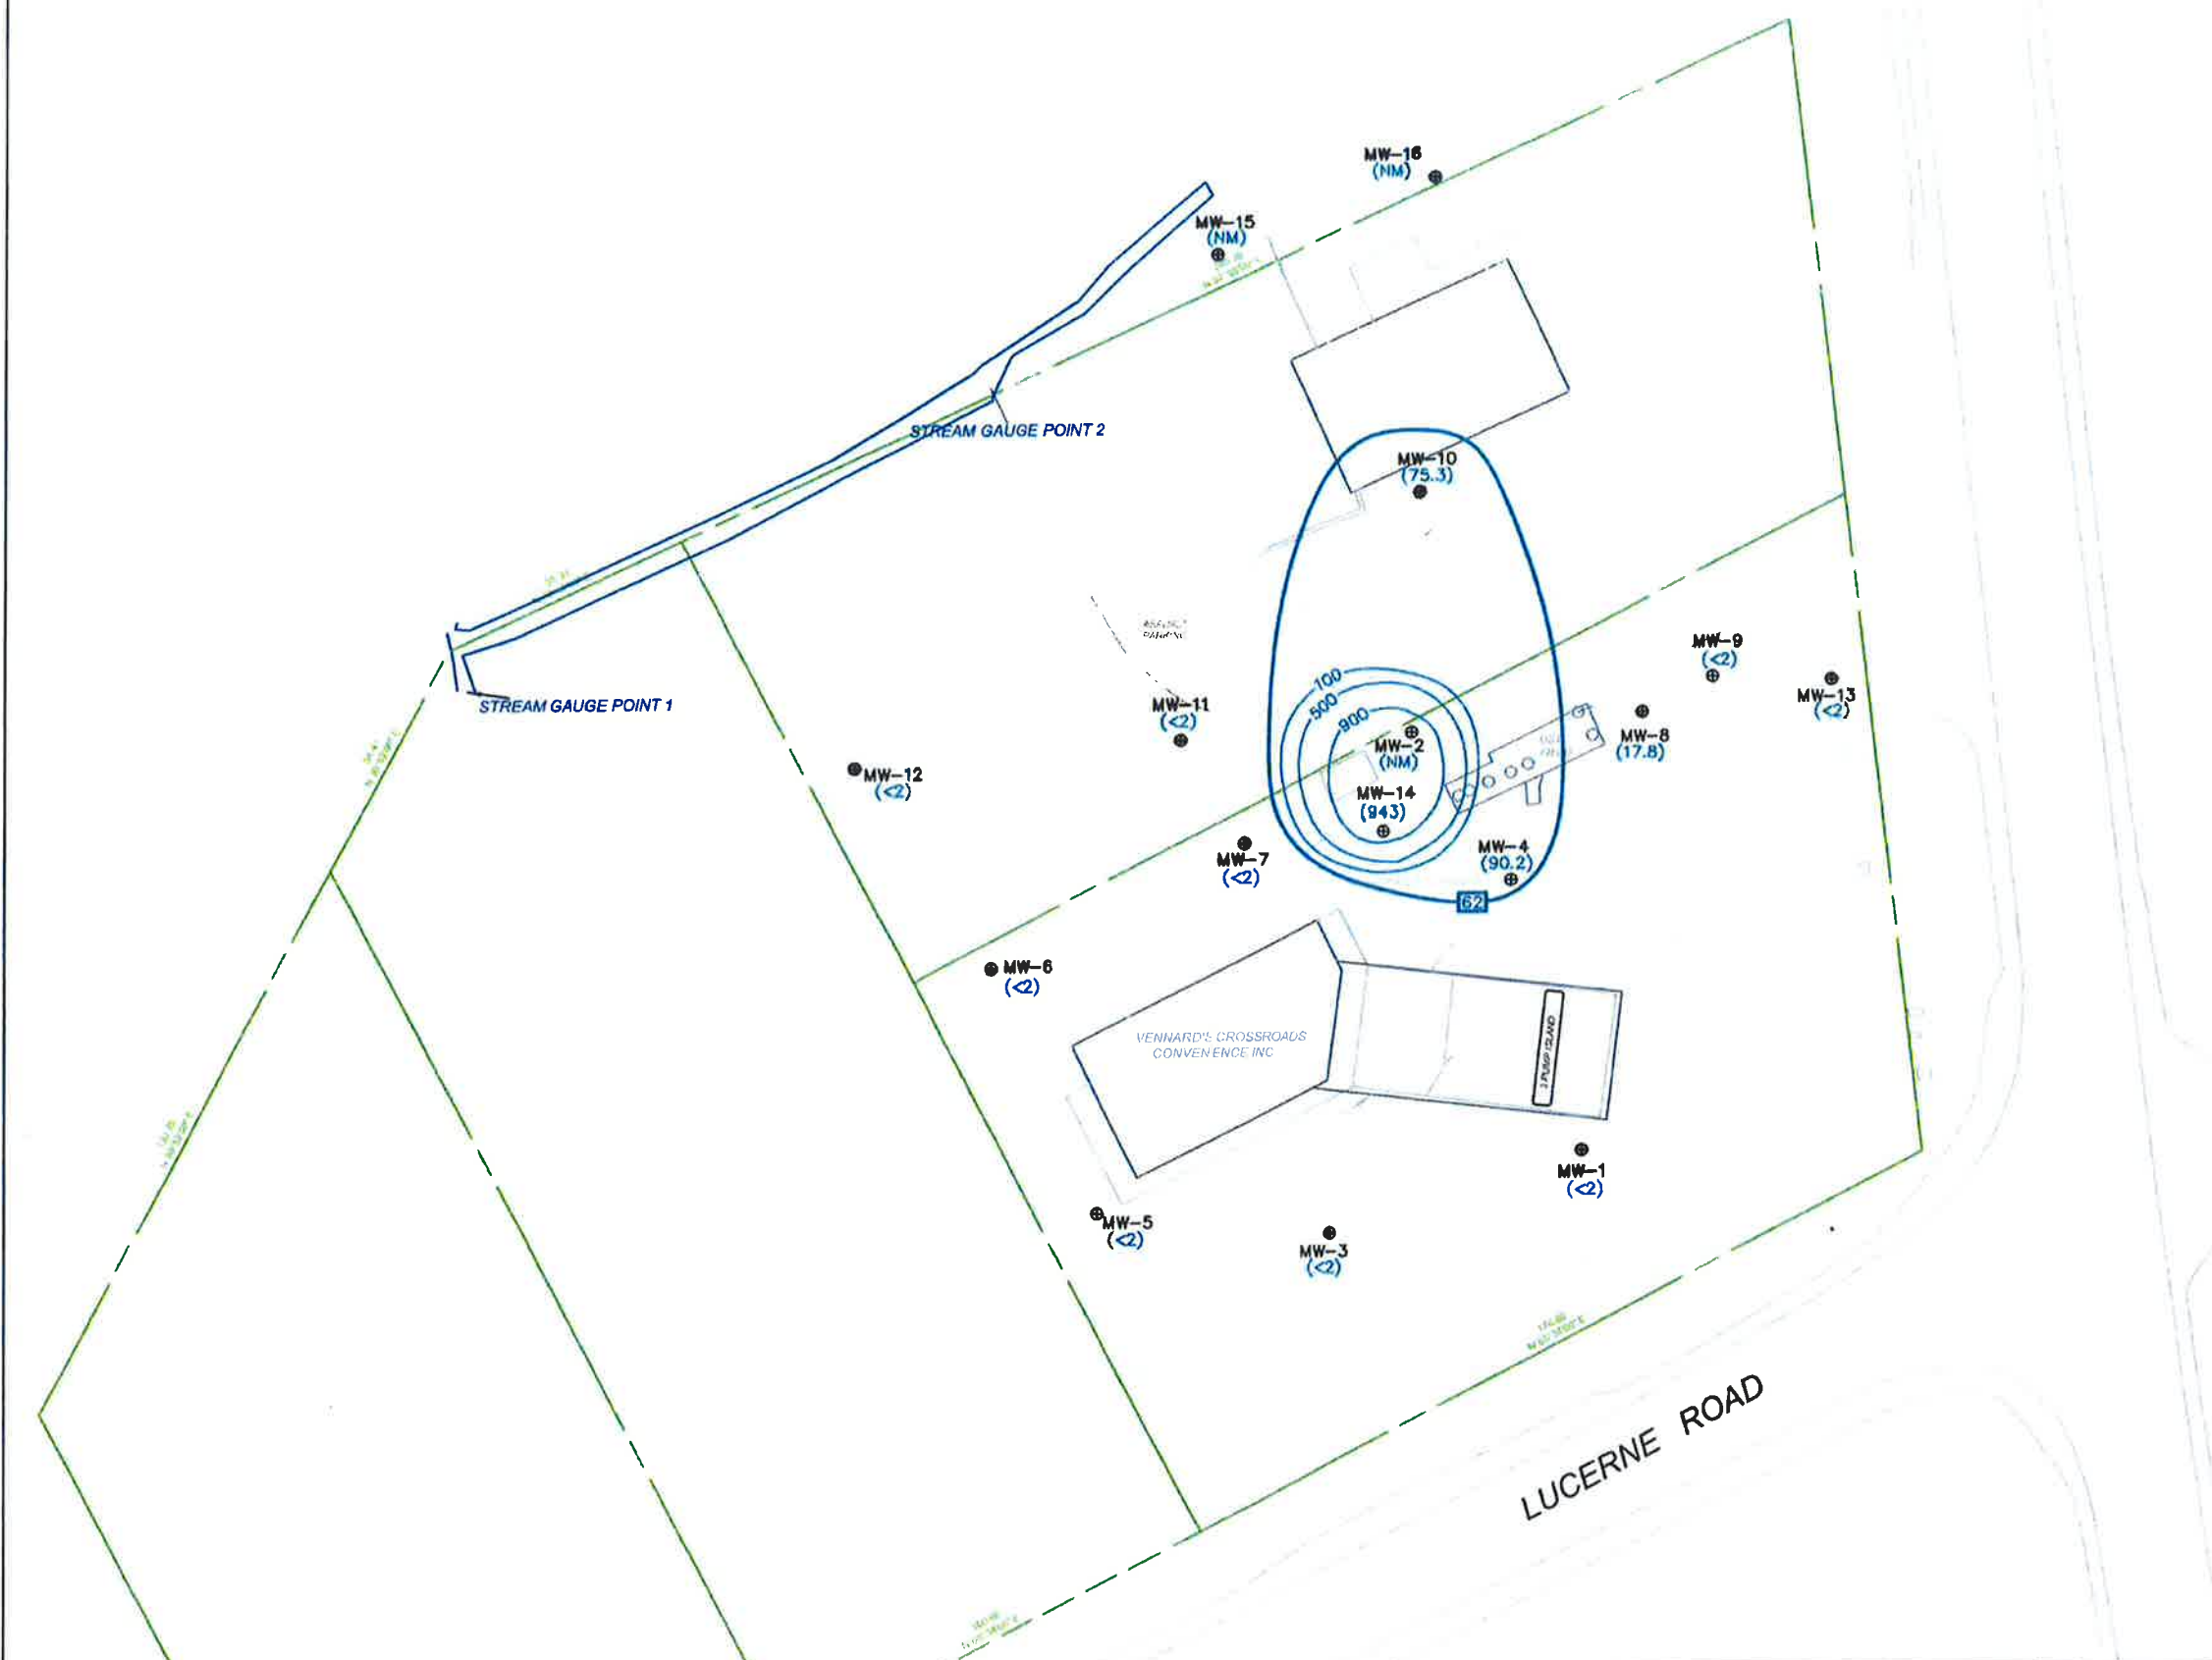 MW-16
(NM)
MW-15
(NM)
STREAM GAUGE POINT 2
MW-10
(75.3)
STREAM GAUGE POINT 1
MW-9
(<2)
MW-13
(<2)
MW-11
(<2)
100
500
900
MW-2
(NM)
MW-8
(17.8)
MW-12
(<2)
MW-14
(943)
MW-7
(<2)
MW-4
(90.2)
62
MW-6
(<2)
VENNARD'S CROSSROADS
CONVENIENCE INC
3 PUMP ISLAND
MW-1
(<2)
MW-5
(<2)
MW-3
(<2)
LUCERNE ROAD